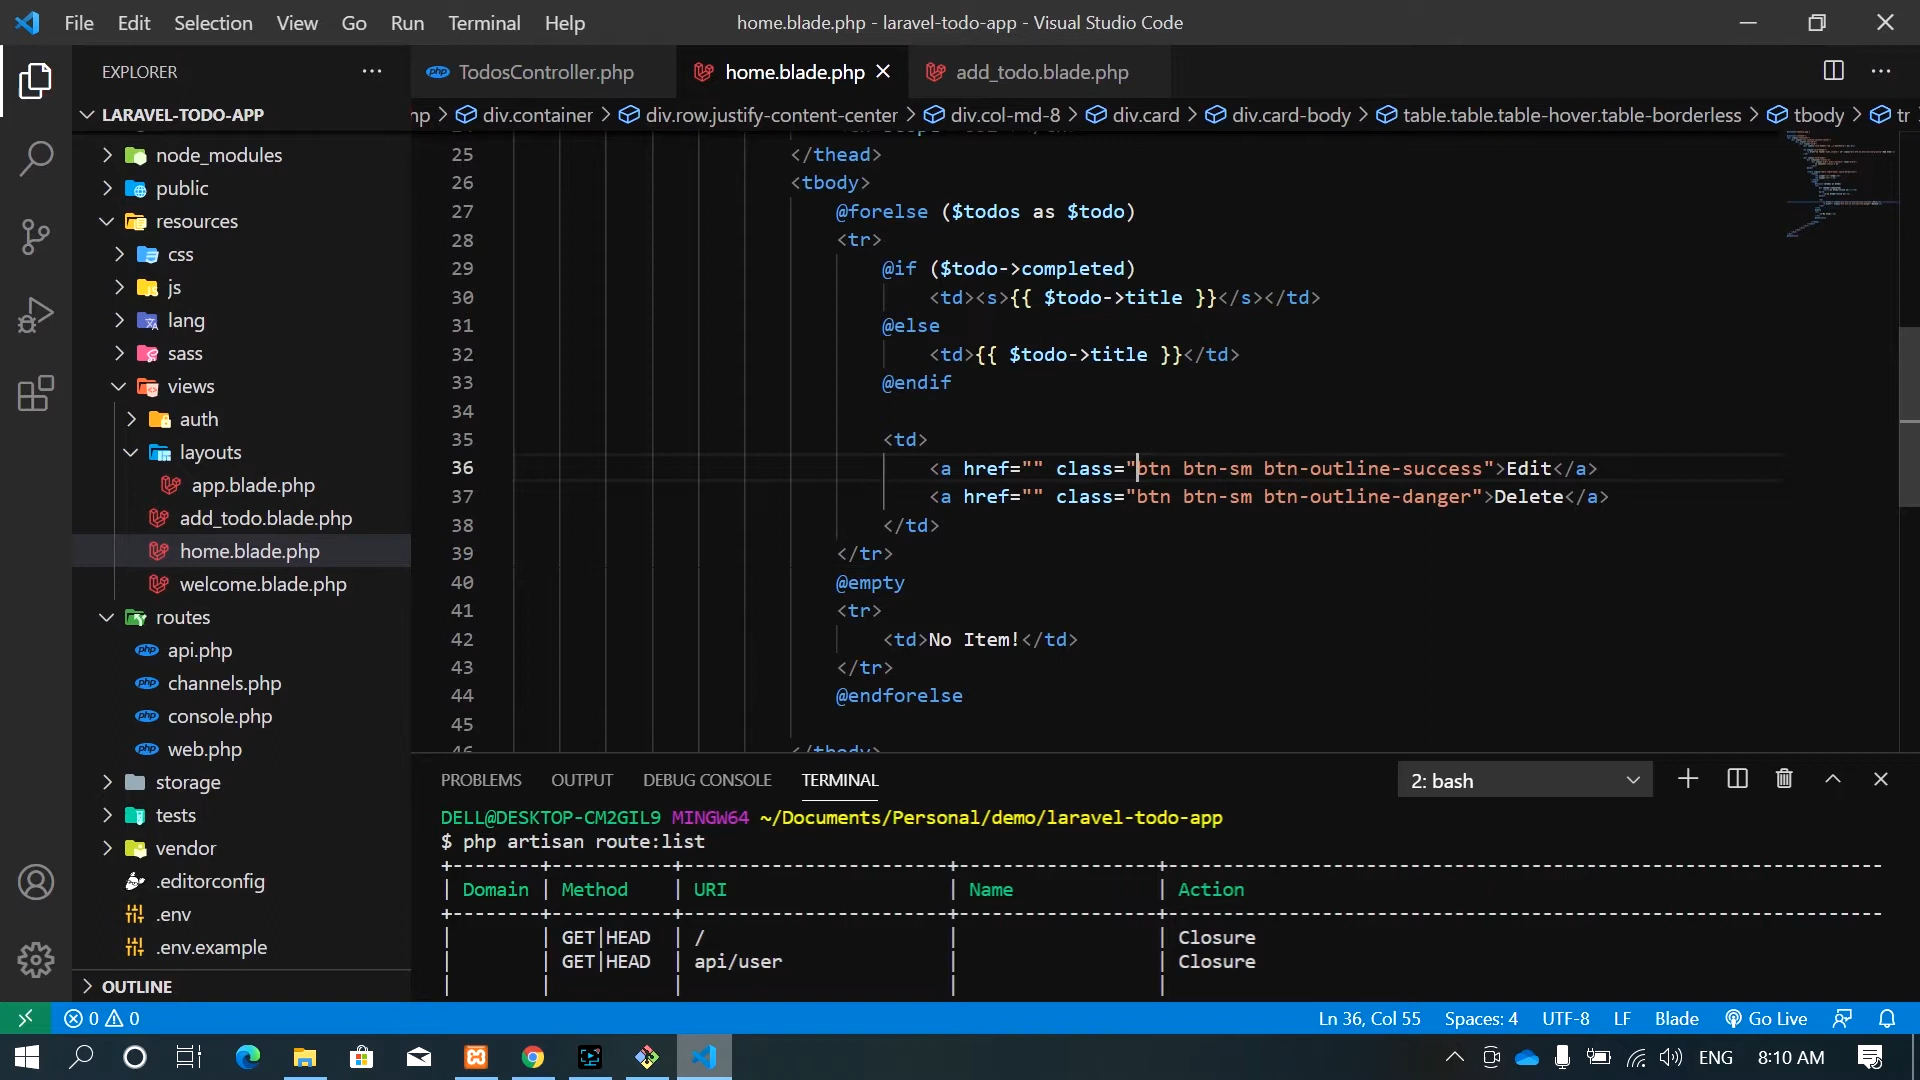 File Edit Selection View Go Run Terminal Help
home.blade.php - laravel-todo-app - Visual Studio Code
EXPLORER
LARAVEL-TODO-APP
node_modules
public
resources
css
js
lang
sass
views
auth
layouts
app.blade.php
add_todo.blade.php
home.blade.php
welcome.blade.php
routes
api.php
channels.php
console.php
web.php
storage
tests
vendor
.editorconfig
.env
.env.example
OUTLINE
TodosController.php home.blade.php add_todo.blade.php
hp > div.container > div.row.justify-content-center > div.col-md-8 > div.card > div.card-body > table.table.table-hover.table-borderless > tbody > tr
25 </thead>
26 <tbody>
27 @forelse ($todos as $todo)
28 <tr>
29 @if ($todo->completed)
30 <td><s>{{ $todo->title }}</s></td>
31 @else
32 <td>{{ $todo->title }}</td>
33 @endif
34
35 <td>
36 <a href="" class="btn btn-sm btn-outline-success">Edit</a>
37 <a href="" class="btn btn-sm btn-outline-danger">Delete</a>
38 </td>
39 </tr>
40 @empty
41 <tr>
42 <td>No Item!</td>
43 </tr>
44 @endforelse
45
46 </tbody>
PROBLEMS OUTPUT DEBUG CONSOLE TERMINAL 2: bash
DELL@DESKTOP-CM2GIL9 MINGW64 ~/Documents/Personal/demo/laravel-todo-app
$ php artisan route:list
| Domain | Method | URI | Name | Action
| | GET|HEAD | / | | Closure
| | GET|HEAD | api/user | | Closure
0 0 Ln 36, Col 55 Spaces: 4 UTF-8 LF Blade Go Live
ENG 8:10 AM